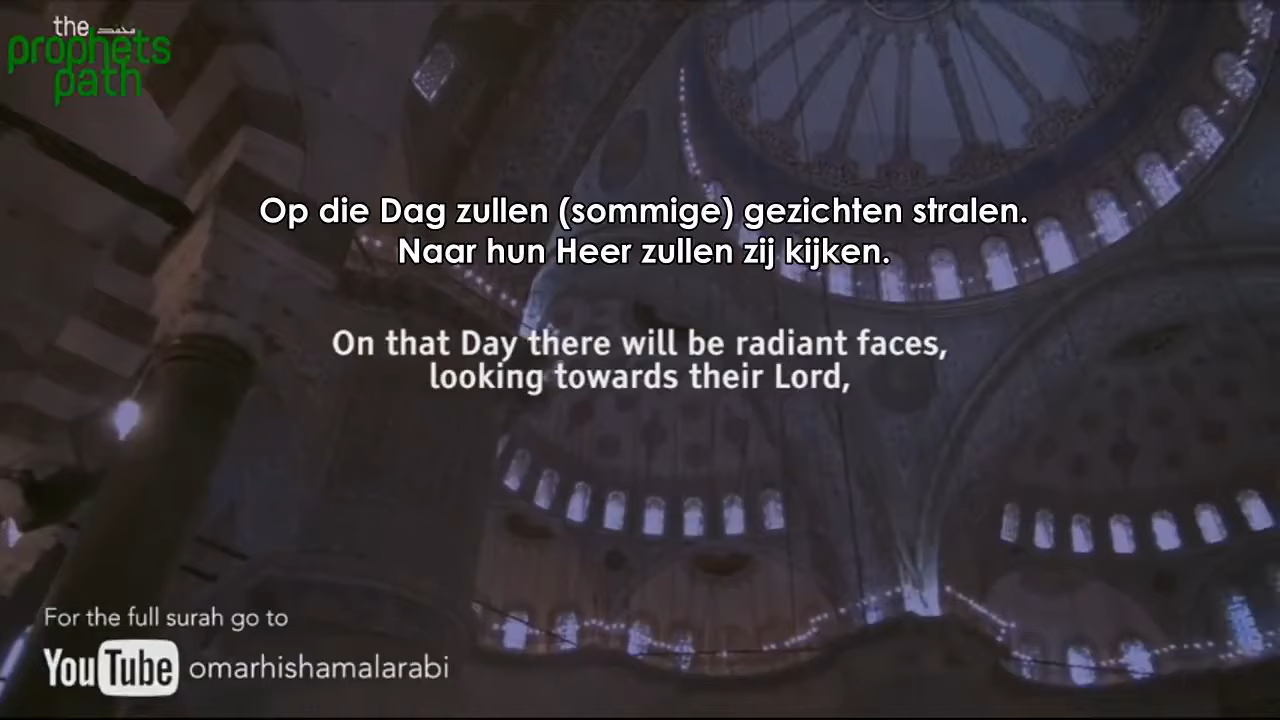 the محمد
prophets
path
Op die Dag zullen (sommige) gezichten stralen.
Naar hun Heer zullen zij kijken.
On that Day there will be radiant faces,
looking towards their Lord,
For the full surah go to
YouTube omarhishamalarabi